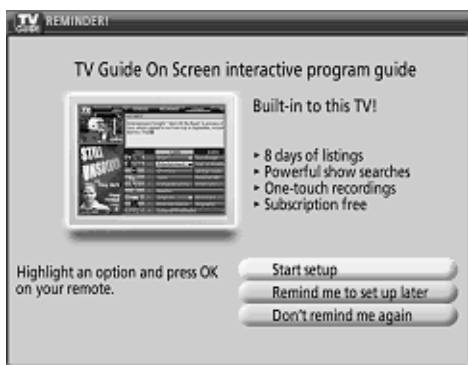 TV GUIDE REMINDER!
TV Guide On Screen interactive program guide
Built-in to this TV!
▸ 8 days of listings
▸ Powerful show searches
▸ One-touch recordings
▸ Subscription free
STILL
UNSOLVED
Highlight an option and press OK
on your remote.
Start setup
Remind me to set up later
Don't remind me again